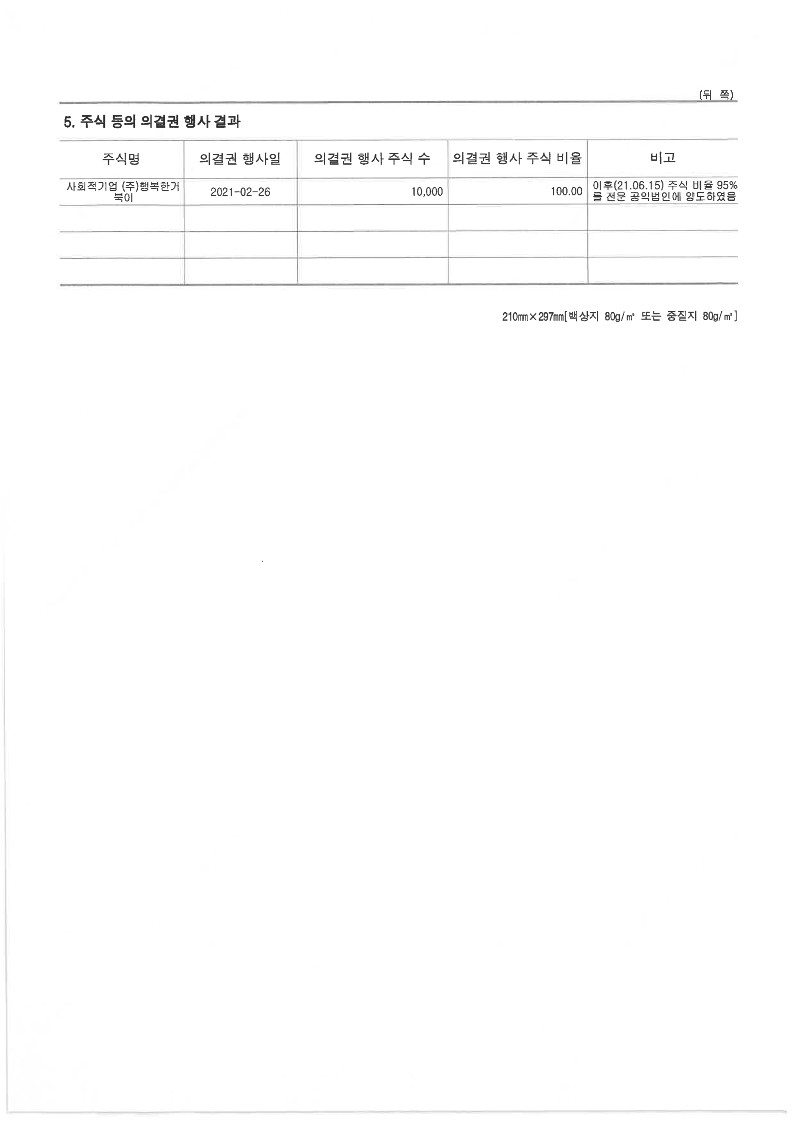 (뒤 쪽)
5. 주식 등의 의결권 행사 결과
주식명 의결권 행사일 의결권 행사 주식 수 의결권 행사 주식 비율 비고
사회적기업 (주)행복한거북이 2021-02-26 10,000 100.00 이후(21.06.15) 주식 비율 95%를 전문 공익법인에 양도하였음
210mm×297mm[백상지 80g/㎡ 또는 중질지 80g/㎡]